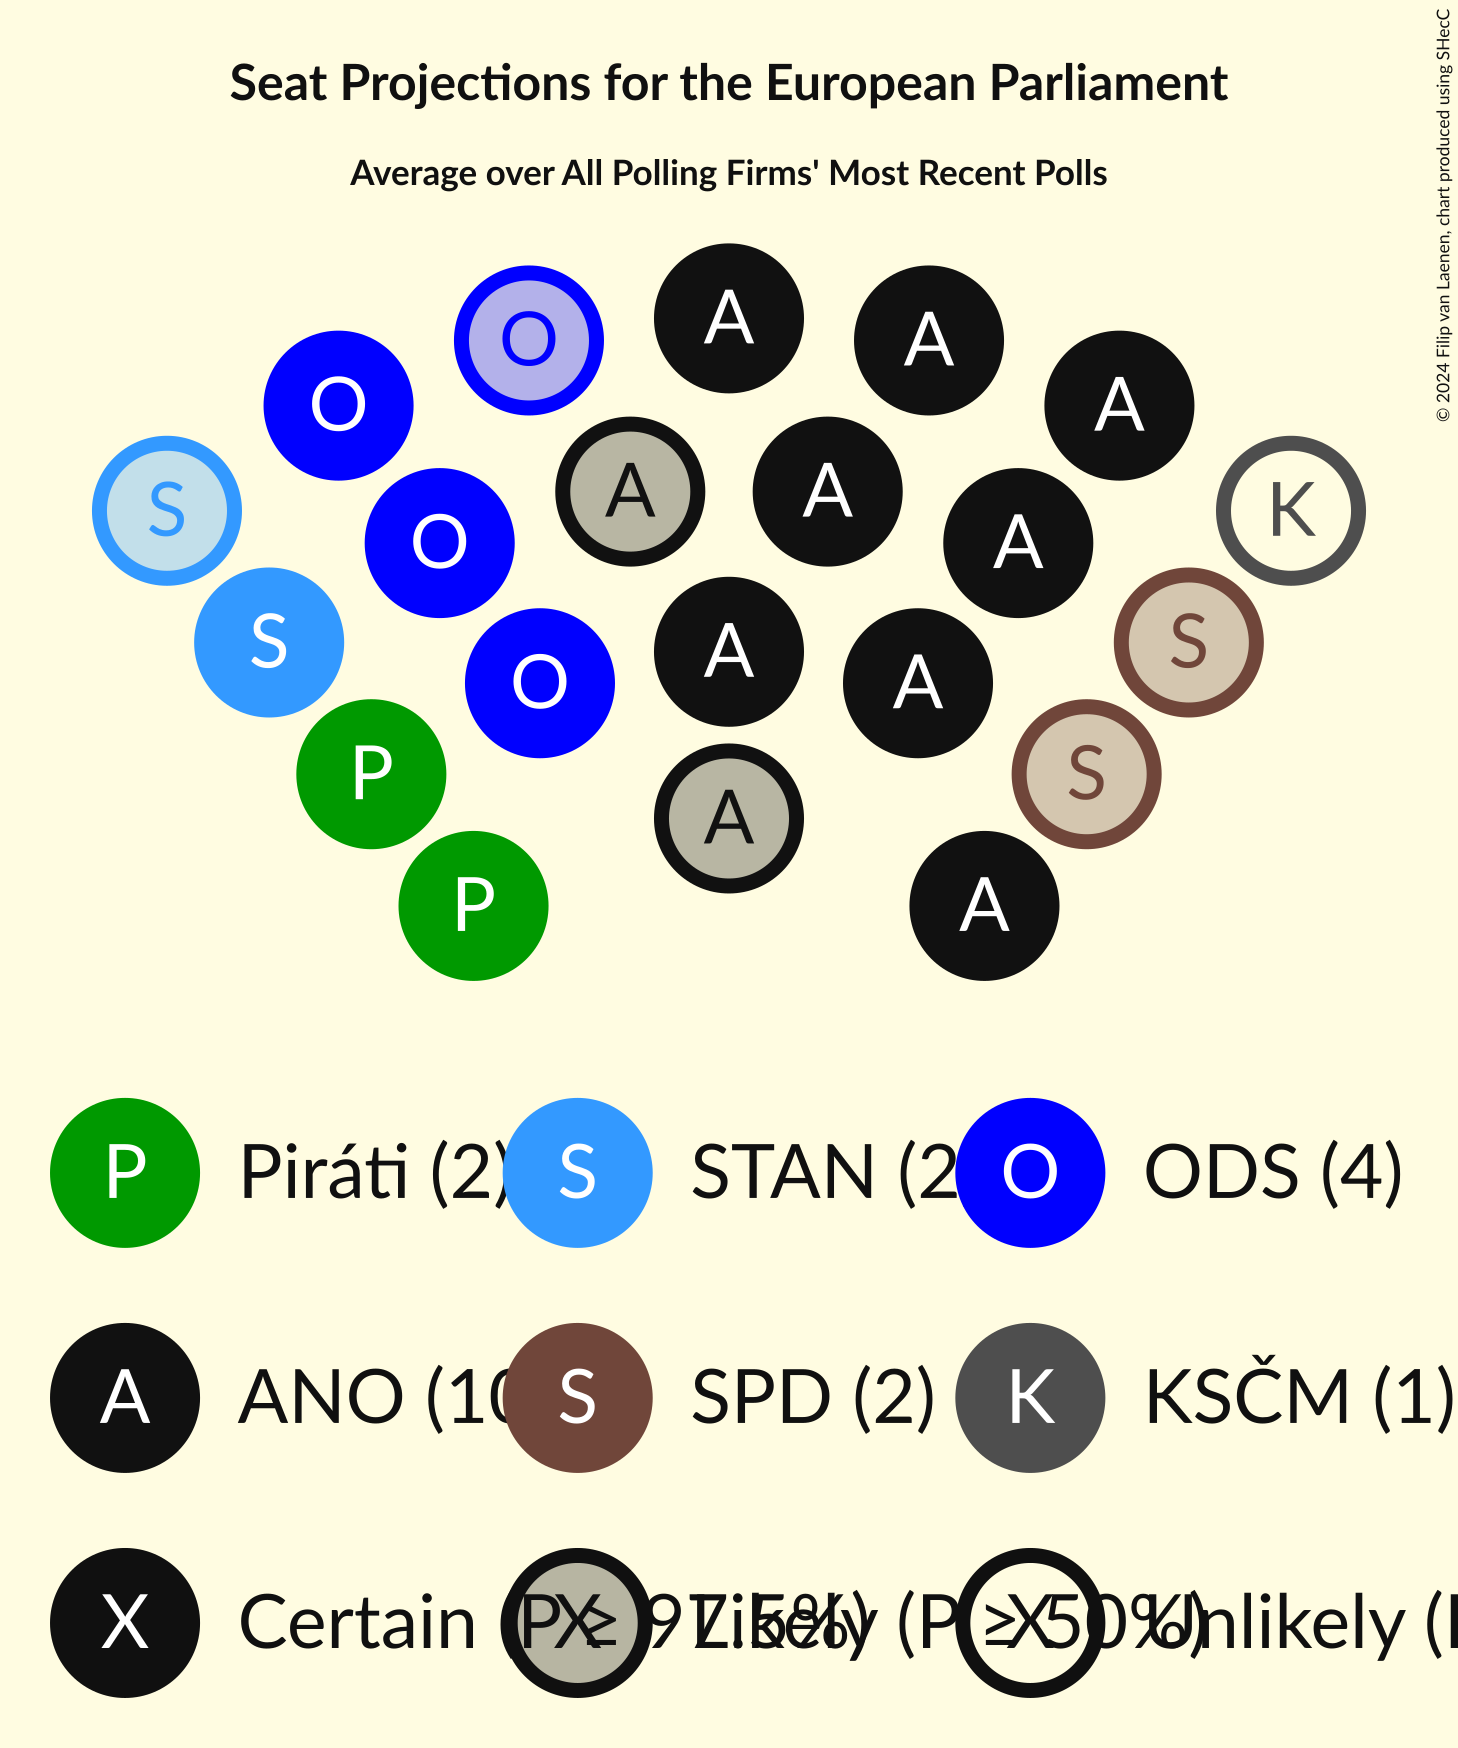 Seat Projections for the European Parliament
Average over All Polling Firms' Most Recent Polls
© 2024 Filip van Laenen, chart produced using SHecC
A
O A
O A
A A
S K
O A
S S
A
O A
P S
A
P A
P Piráti (2) S STAN (2 O ODS (4)
A ANO (10 S SPD (2) K KSČM (1)
X Certain (P ≥ 97.5%) X Likely (P ≥ 50%) X Unlikely (